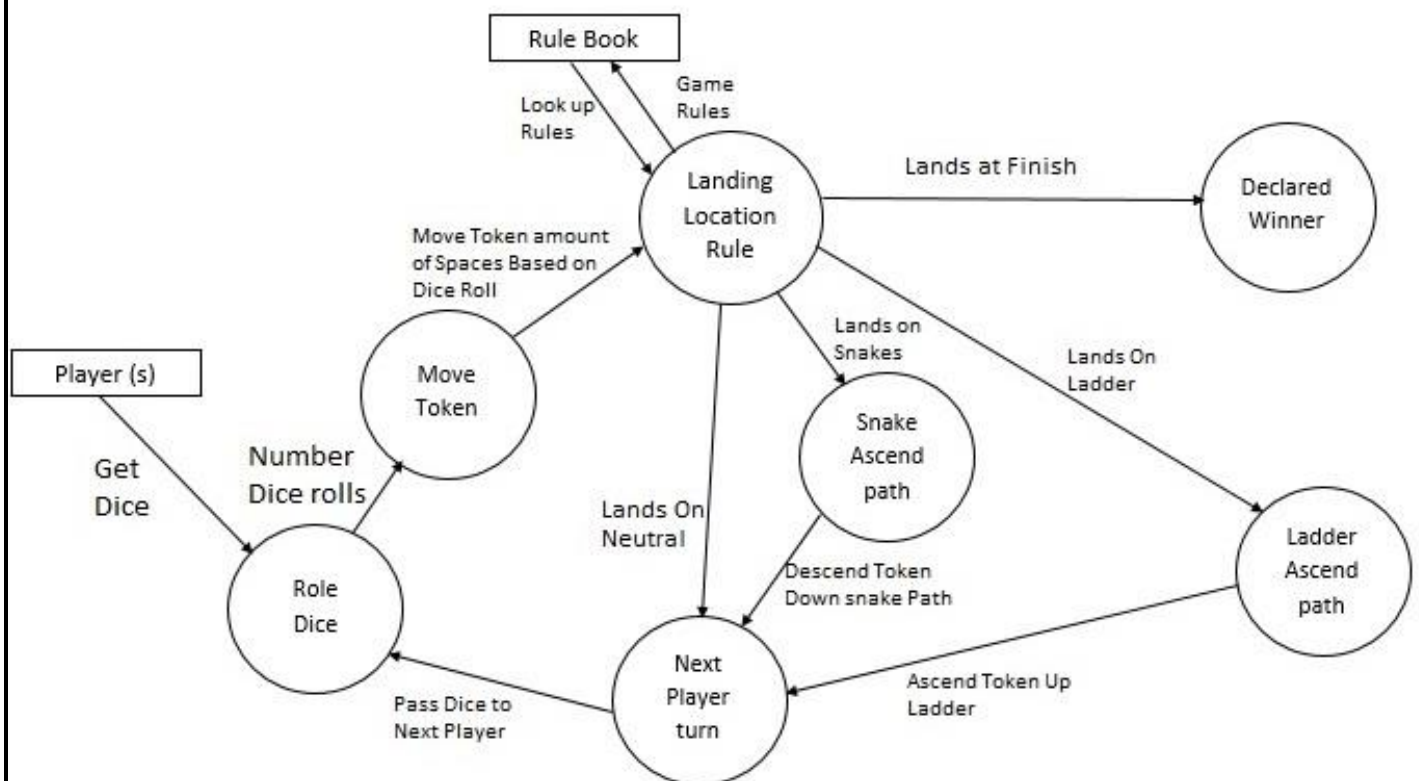 Rule Book
Look up
Rules
Game
Rules
Landing
Location
Rule
Lands at Finish
Declared
Winner
Move Token amount
of Spaces Based on
Dice Roll
Player (s)
Move
Token
Get
Dice
Number
Dice rolls
Lands on
Snakes
Lands On
Ladder
Snake
Ascend
path
Lands On
Neutral
Role
Dice
Descend Token
Down snake Path
Ladder
Ascend
path
Next
Player
turn
Pass Dice to
Next Player
Ascend Token Up
Ladder